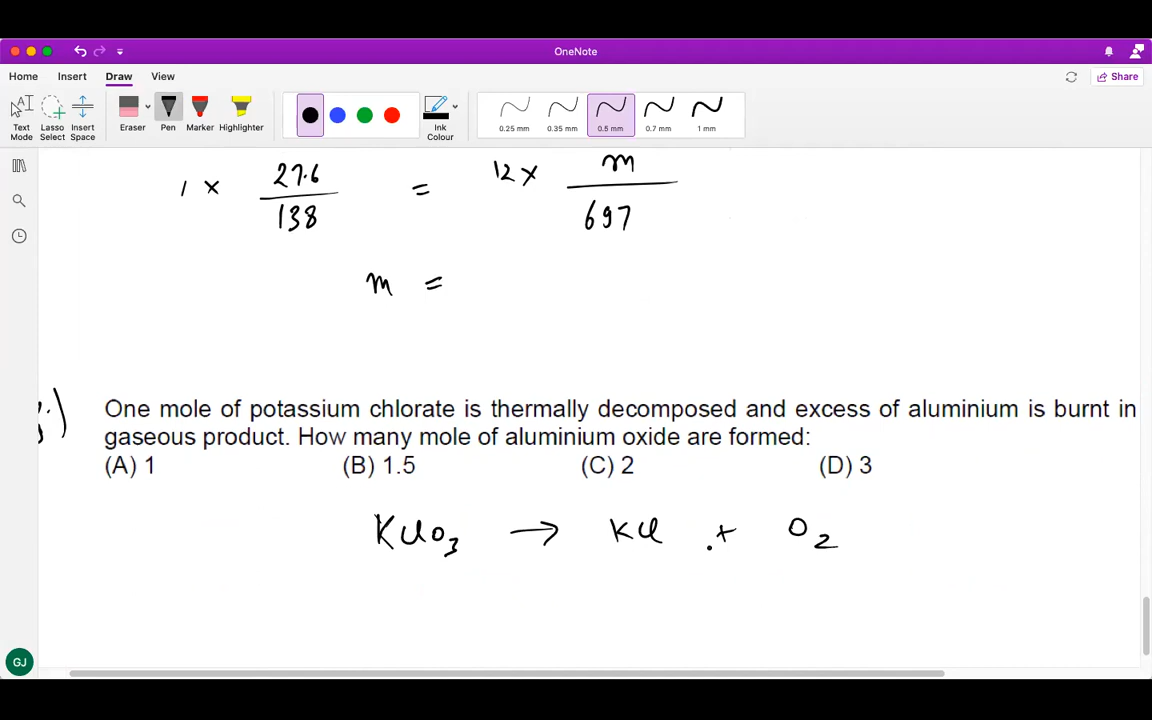 OneNote
Home Insert Draw View Share
Text Mode Lasso Select Insert Space Eraser Pen Marker Highlighter Ink Colour 0.25 mm 0.35 mm 0.5 mm 0.7 mm 1 mm
1 × 27.6 / 138 = 12 × m / 697
m =
One mole of potassium chlorate is thermally decomposed and excess of aluminium is burnt in
gaseous product. How many mole of aluminium oxide are formed:
(A) 1 (B) 1.5 (C) 2 (D) 3
KClO3 → KCl + O2
GJ